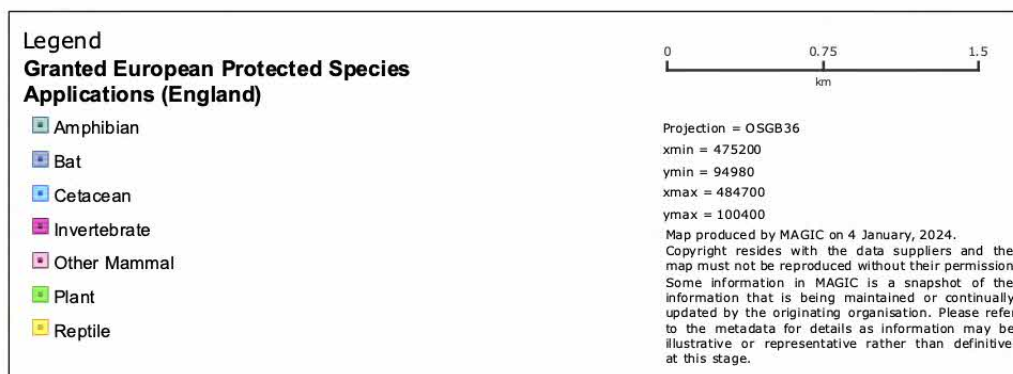 Legend
Granted European Protected Species
Applications (England)
Amphibian
Bat
Cetacean
Invertebrate
Other Mammal
Plant
Reptile
0 0.75 1.5
km
Projection = OSGB36
xmin = 475200
ymin = 94980
xmax = 484700
ymax = 100400
Map produced by MAGIC on 4 January, 2024.
Copyright resides with the data suppliers and the
map must not be reproduced without their permission
Some information in MAGIC is a snapshot of the
information that is being maintained or continually
updated by the originating organisation. Please refer
to the metadata for details as information may be
illustrative or representative rather than definitive
at this stage.